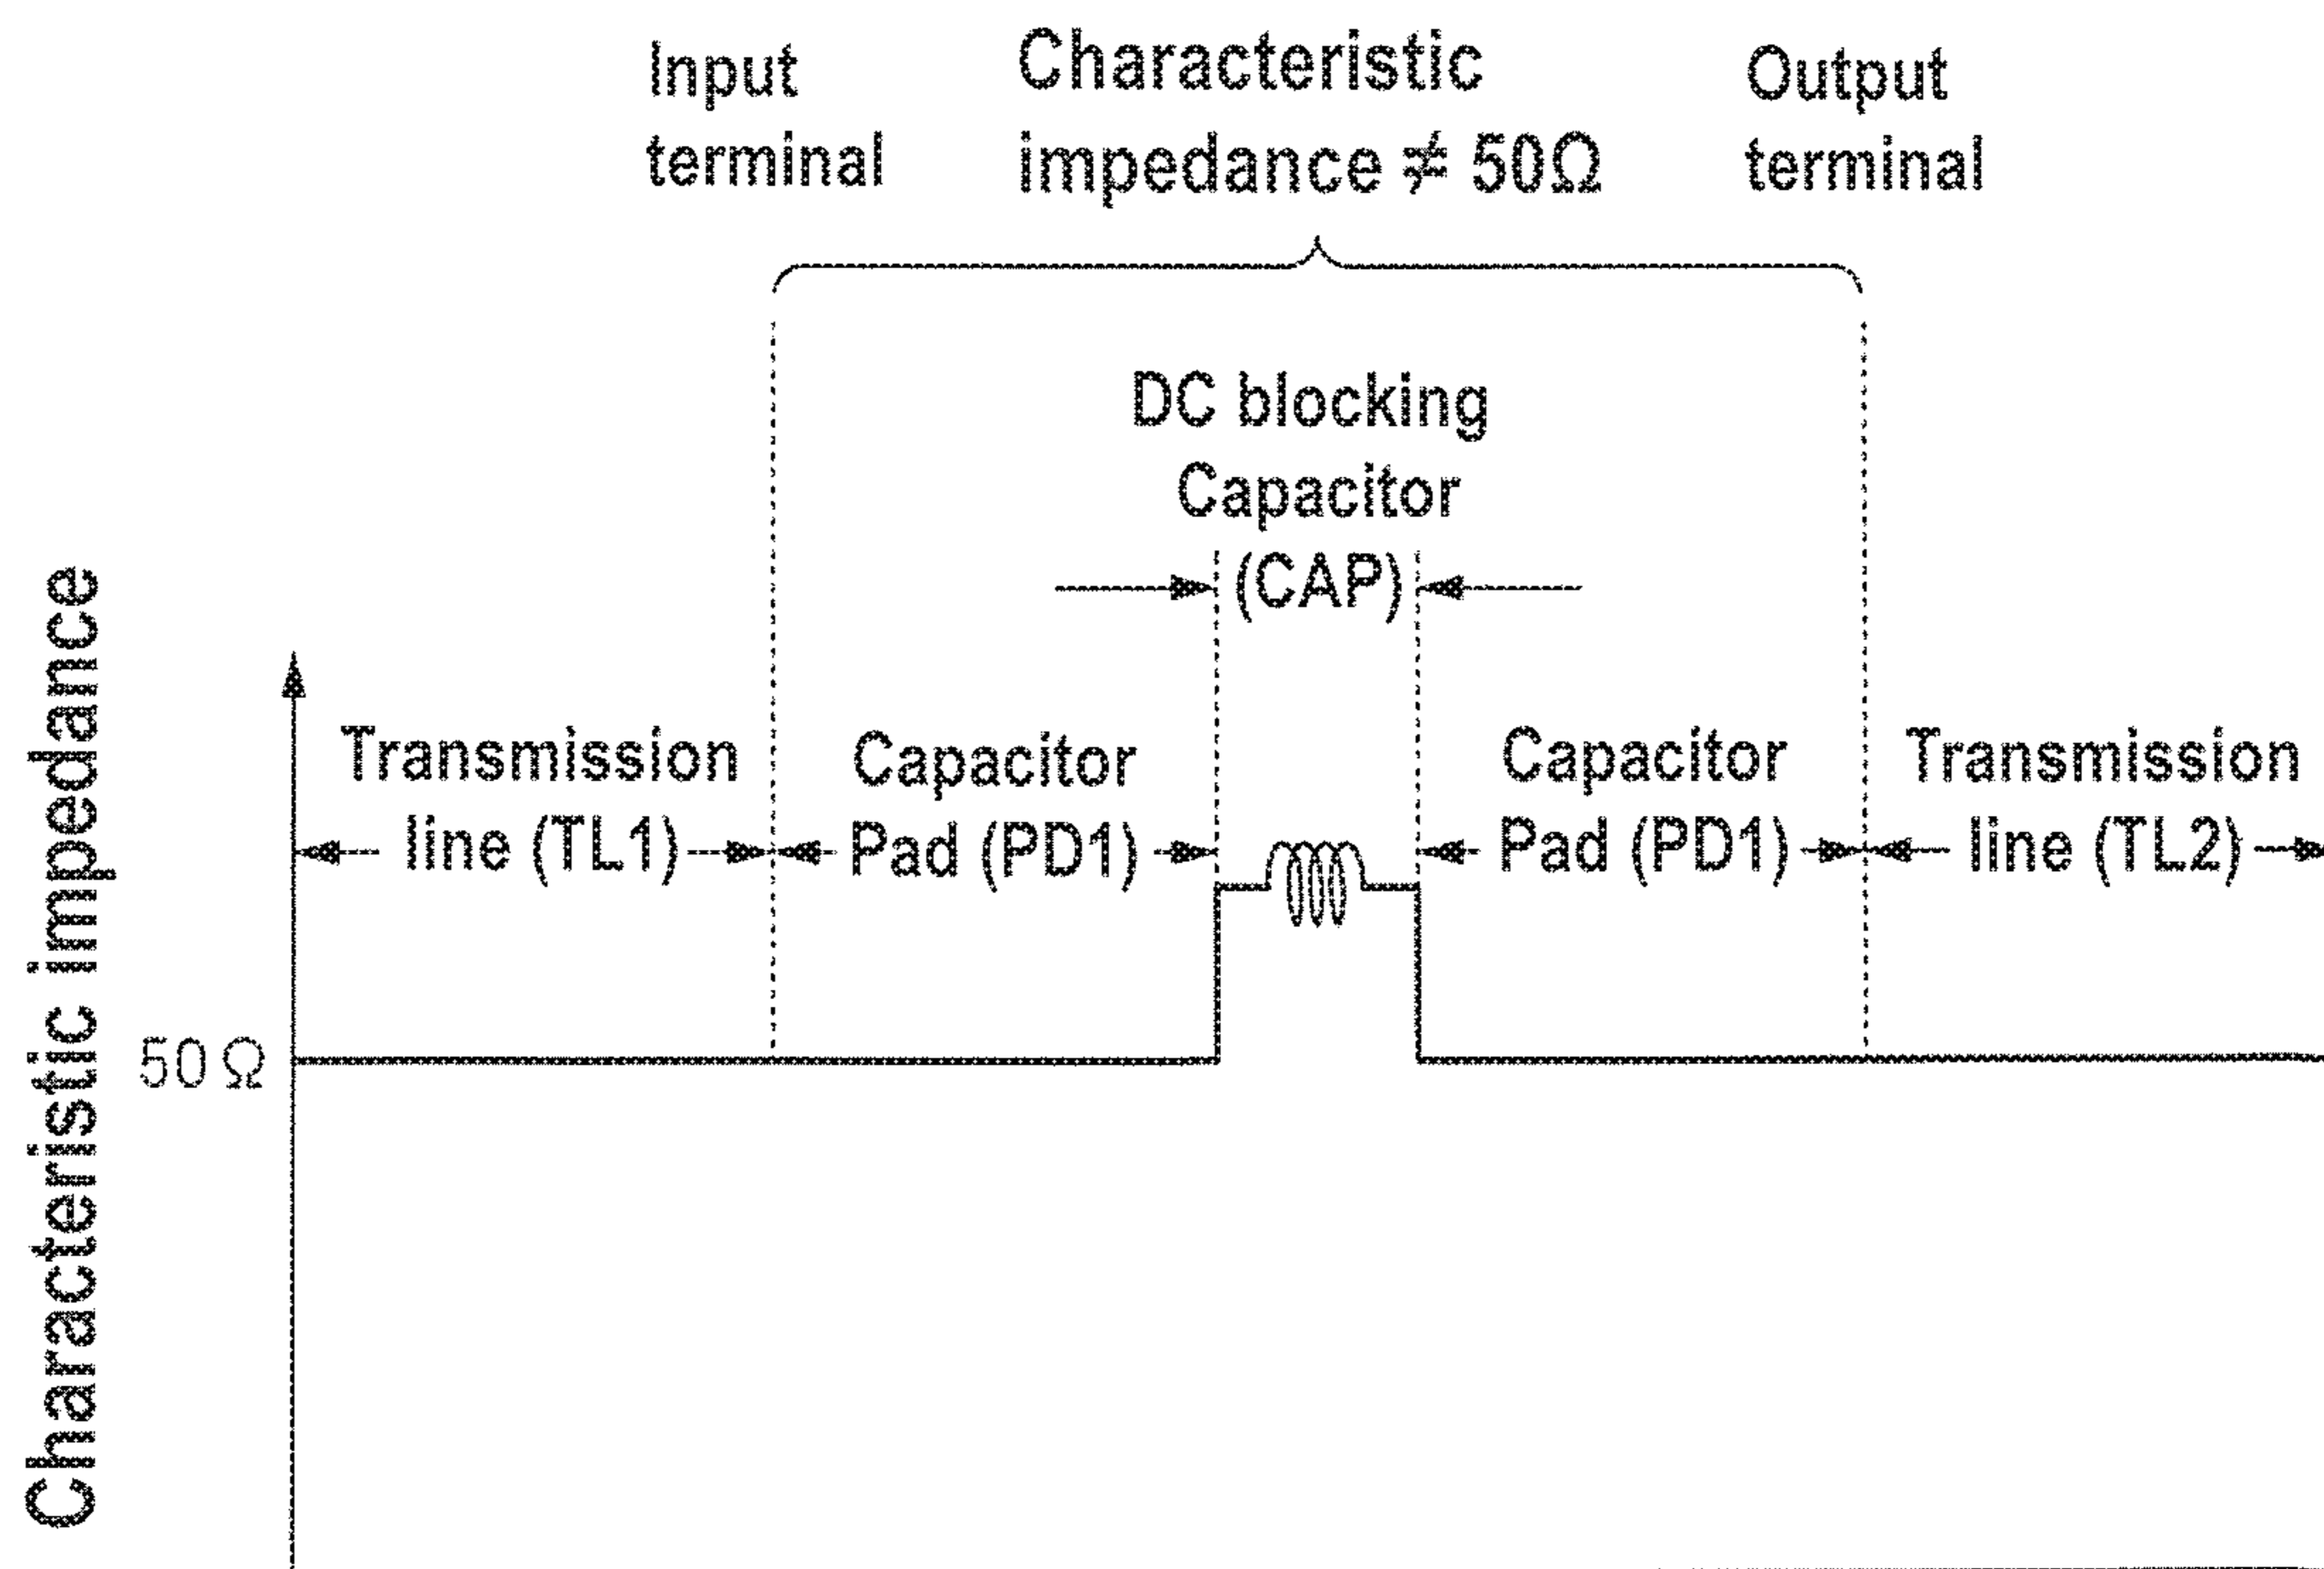 Input
terminal
Characteristic
impedance ≠ 50Ω
Output
terminal
DC blocking
Capacitor
(CAP)
Transmission
line (TL1)
Capacitor
Pad (PD1)
Capacitor
Pad (PD1)
Transmission
line (TL2)
Characteristic impedance
50 Ω